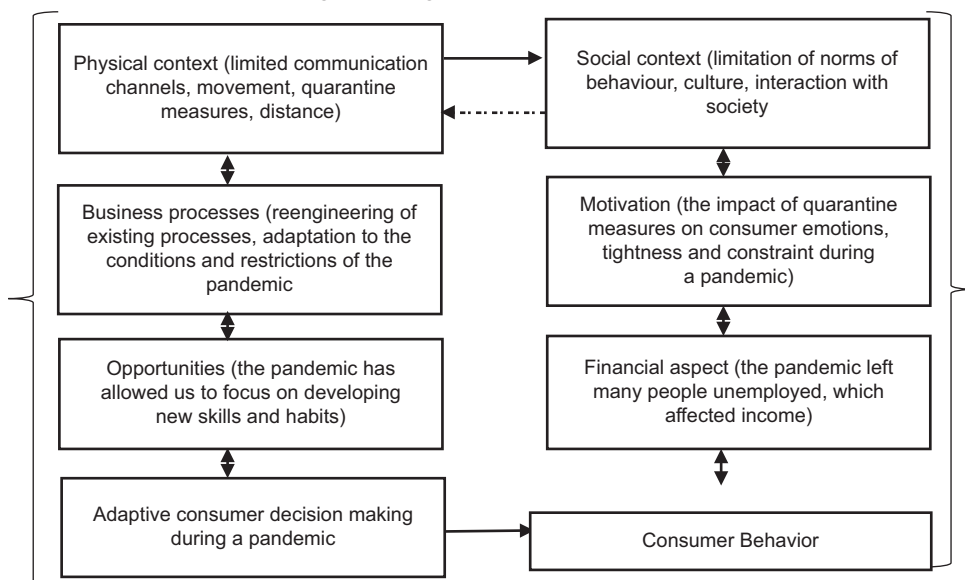 Physical context (limited communication
channels, movement, quarantine
measures, distance)
Social context (limitation of norms of
behaviour, culture, interaction with
society
Business processes (reengineering of
existing processes, adaptation to the
conditions and restrictions of the
pandemic
Motivation (the impact of quarantine
measures on consumer emotions,
tightness and constraint during
a pandemic)
Opportunities (the pandemic has
allowed us to focus on developing
new skills and habits)
Financial aspect (the pandemic left
many people unemployed, which
affected income)
Adaptive consumer decision making
during a pandemic
Consumer Behavior